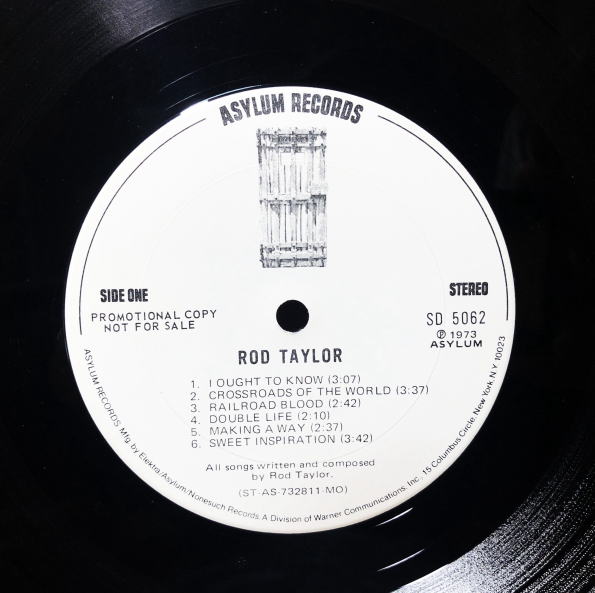 ASYLUM RECORDS
SIDE ONE
STEREO
PROMOTIONAL COPY
NOT FOR SALE
SD 5062
℗ 1973
ASYLUM
ROD TAYLOR
1. I OUGHT TO KNOW (3:07)
2. CROSSROADS OF THE WORLD (3:37)
3. RAILROAD BLOOD (2:42)
4. DOUBLE LIFE (2:10)
5. MAKING A WAY (2:37)
6. SWEET INSPIRATION (3:42)
All songs written and composed
by Rod Taylor.
(ST-AS-732811-MO)
ASYLUM RECORDS Mfg. by Elektra/Asylum/Nonesuch Records. A Division of Warner Communications, Inc., 15 Columbus Circle, New York, N.Y. 10023